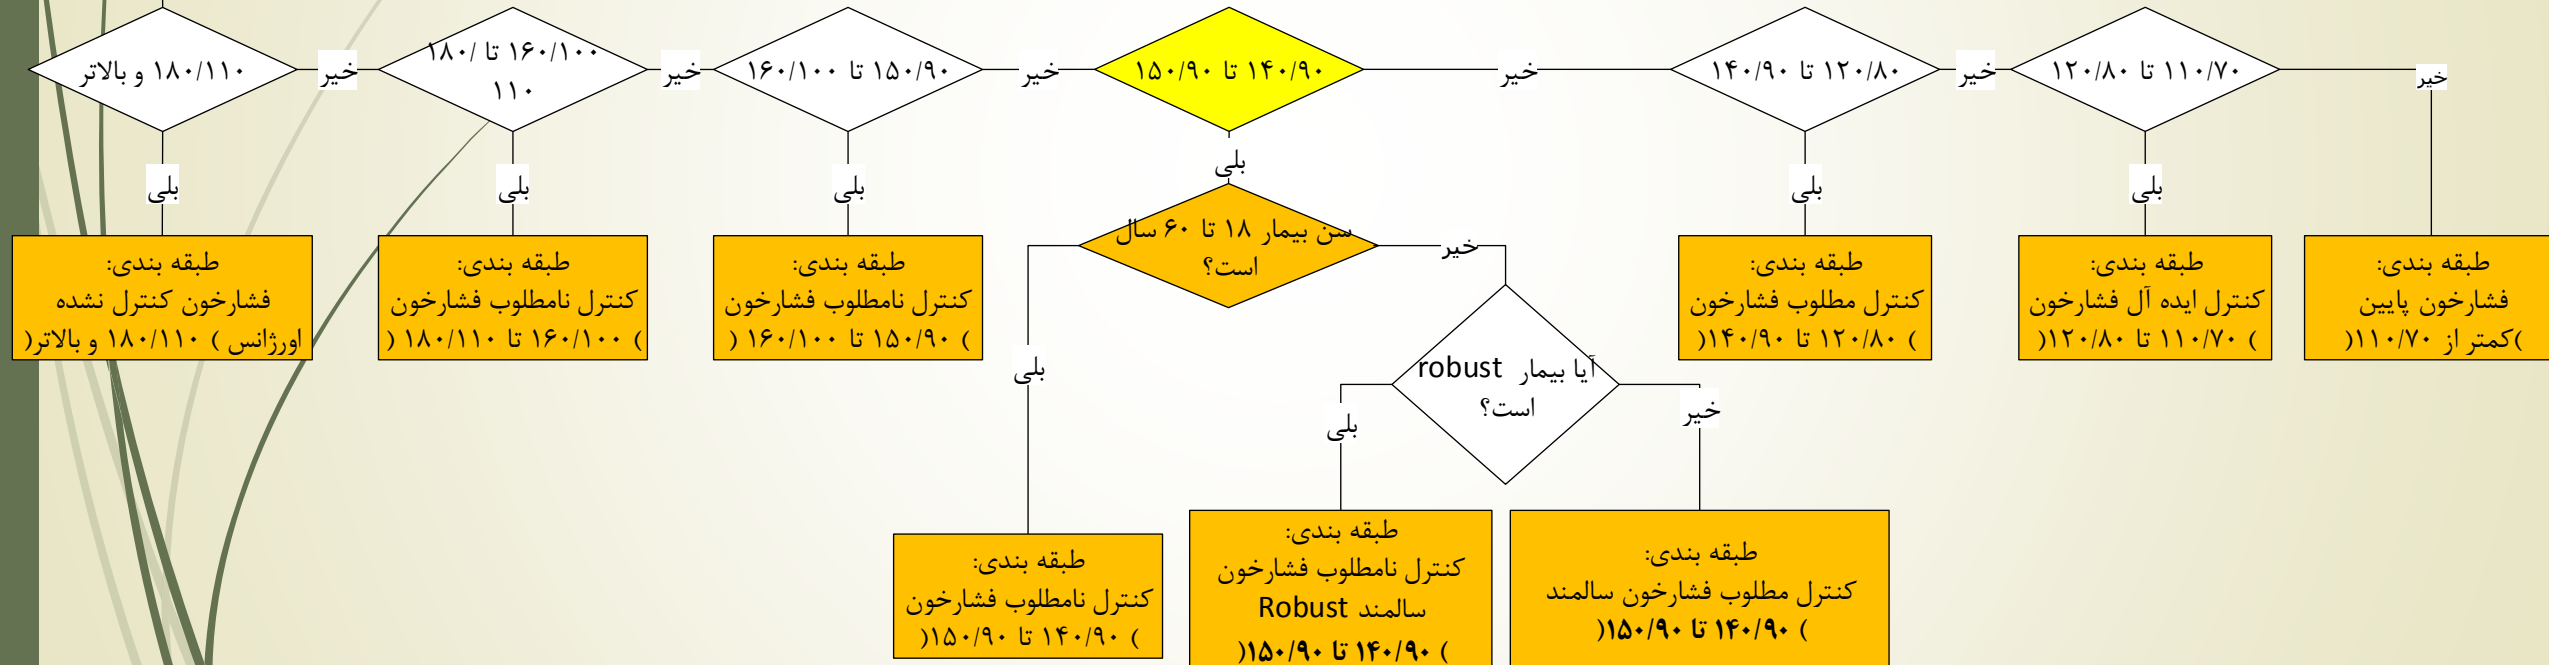 ۱۸۰/۱۱۰ و بالاتر
خیر
۱۶۰/۱۰۰ تا ۱۸۰/
۱۱۰
خیر
۱۵۰/۹۰ تا ۱۶۰/۱۰۰
خیر
۱۴۰/۹۰ تا ۱۵۰/۹۰
خیر
۱۲۰/۸۰ تا ۱۴۰/۹۰
خیر
۱۱۰/۷۰ تا ۱۲۰/۸۰
خیر
بلی
بلی
بلی
بلی
بلی
بلی
طبقه بندی:
فشارخون کنترل نشده
اورژانس ) ۱۸۰/۱۱۰ و بالاتر(
طبقه بندی:
کنترل نامطلوب فشارخون
) ۱۶۰/۱۰۰ تا ۱۸۰/۱۱۰ (
طبقه بندی:
کنترل نامطلوب فشارخون
) ۱۵۰/۹۰ تا ۱۶۰/۱۰۰ (
سن بیمار ۱۸ تا ۶۰ سال
است؟
خیر
بلی
طبقه بندی:
کنترل مطلوب فشارخون
) ۱۲۰/۸۰ تا ۱۴۰/۹۰(
طبقه بندی:
کنترل ایده آل فشارخون
) ۱۱۰/۷۰ تا ۱۲۰/۸۰(
طبقه بندی:
فشارخون پایین
)کمتر از ۱۱۰/۷۰(
آیا بیمار robust
است؟
بلی
خیر
طبقه بندی:
کنترل نامطلوب فشارخون
) ۱۴۰/۹۰ تا ۱۵۰/۹۰(
طبقه بندی:
کنترل نامطلوب فشارخون
سالمند Robust
) ۱۴۰/۹۰ تا ۱۵۰/۹۰(
طبقه بندی:
کنترل مطلوب فشارخون سالمند
) ۱۴۰/۹۰ تا ۱۵۰/۹۰(